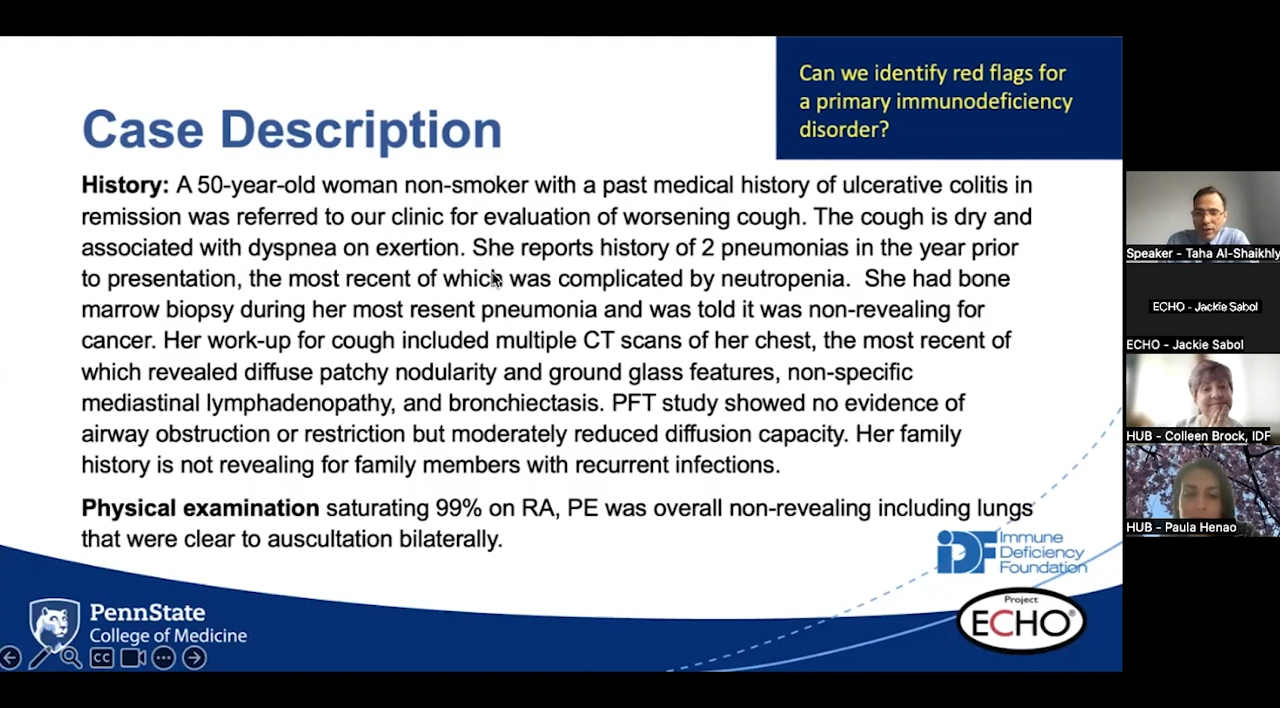 Can we identify red flags for
a primary immunodeficiency
disorder?
Case Description
History: A 50-year-old woman non-smoker with a past medical history of ulcerative colitis in
remission was referred to our clinic for evaluation of worsening cough. The cough is dry and
associated with dyspnea on exertion. She reports history of 2 pneumonias in the year prior
to presentation, the most recent of which was complicated by neutropenia. She had bone
marrow biopsy during her most resent pneumonia and was told it was non-revealing for
cancer. Her work-up for cough included multiple CT scans of her chest, the most recent of
which revealed diffuse patchy nodularity and ground glass features, non-specific
mediastinal lymphadenopathy, and bronchiectasis. PFT study showed no evidence of
airway obstruction or restriction but moderately reduced diffusion capacity. Her family
history is not revealing for family members with recurrent infections.
Physical examination saturating 99% on RA, PE was overall non-revealing including lungs
that were clear to auscultation bilaterally.
IDF Immune
Deficiency
Foundation
Project
ECHO®
PennState
College of Medicine
CC
Speaker - Taha Al-Shaikhly
ECHO - Jackie Sabol
ECHO - Jackie Sabol
HUB - Colleen Brock, IDF
HUB - Paula Henao